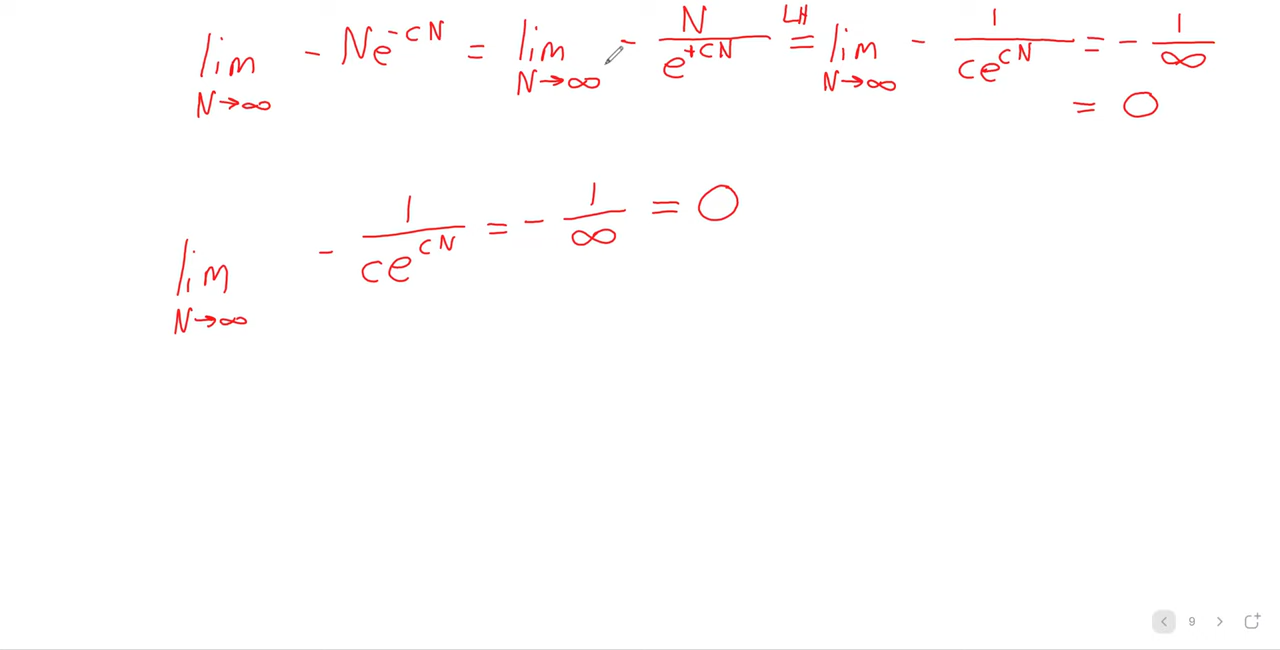 lim N→∞ - Ne^{-cN} = lim N→∞ - N/e^{+cN} LH= lim N→∞ - 1/ce^{cN} = - 1/∞
= 0
lim N→∞ - 1/ce^{cN} = - 1/∞ = 0
9